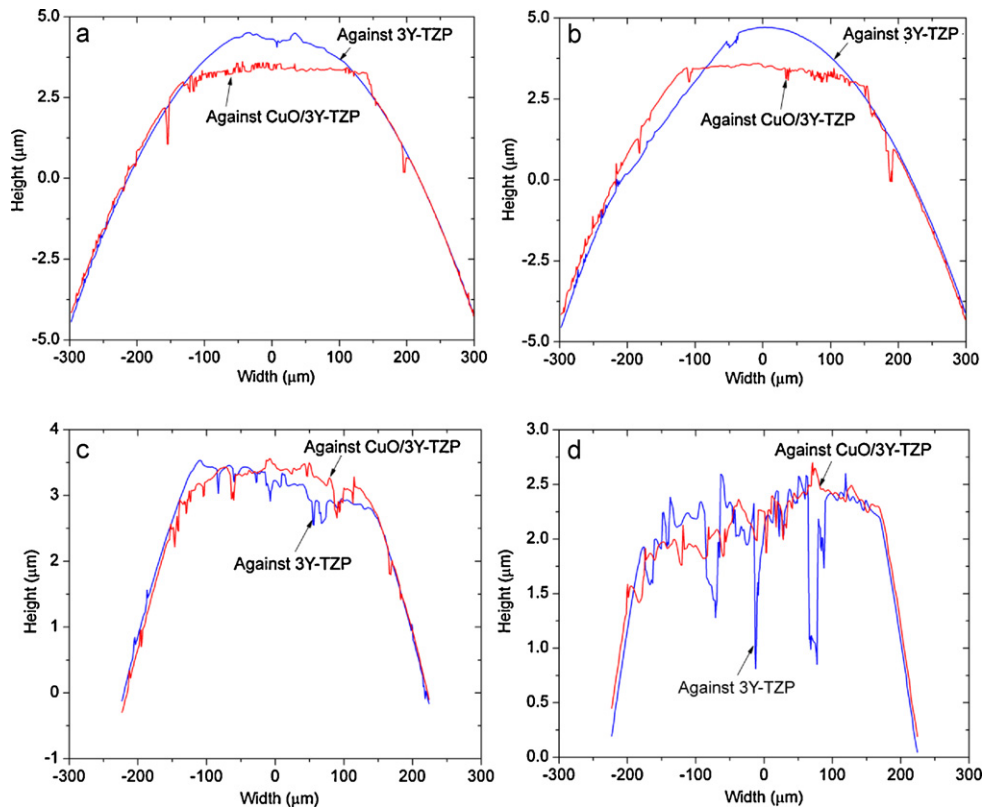 a
Against 3Y-TZP
Against CuO/3Y-TZP
Height (μm)
5.0
2.5
0.0
-2.5
-5.0
-300 -200 -100 0 100 200 300
Width (μm)
b
Against 3Y-TZP
Against CuO/3Y-TZP
Height (μm)
5.0
2.5
0.0
-2.5
-5.0
-300 -200 -100 0 100 200 300
Width (μm)
c
Against CuO/3Y-TZP
Against 3Y-TZP
Height (μm)
4
3
2
1
0
-1
-300 -200 -100 0 100 200 300
Width (μm)
d
Against CuO/3Y-TZP
Against 3Y-TZP
Height (μm)
3.0
2.5
2.0
1.5
1.0
0.5
0.0
-300 -200 -100 0 100 200 300
Width (μm)